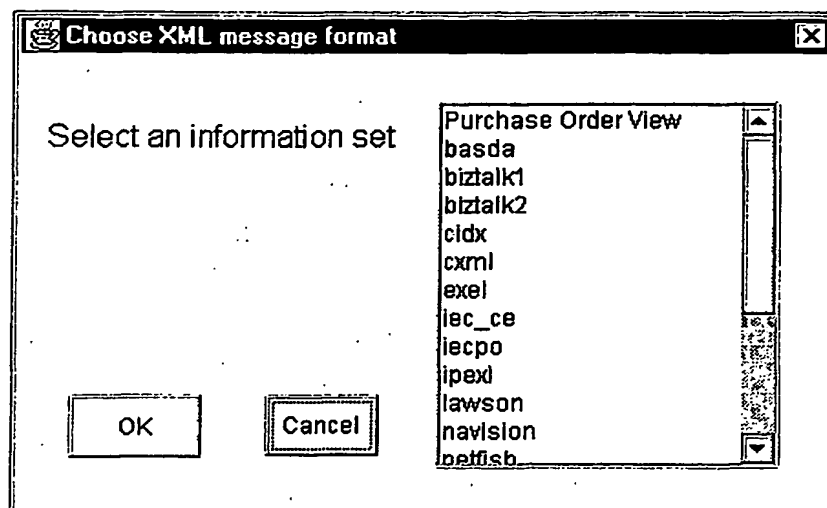 Choose XML message format
Select an information set
Purchase Order View
basda
biztalk1
biztalk2
cidx
cxml
exel
iec_ce
iecpo
ipexl
lawson
navision
netfish
OK
Cancel